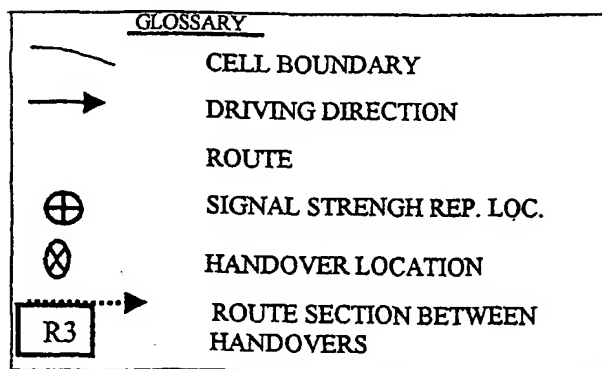 GLOSSARY
CELL BOUNDARY
DRIVING DIRECTION
ROUTE
SIGNAL STRENGH REP. LOC.
HANDOVER LOCATION
ROUTE SECTION BETWEEN
R3 HANDOVERS